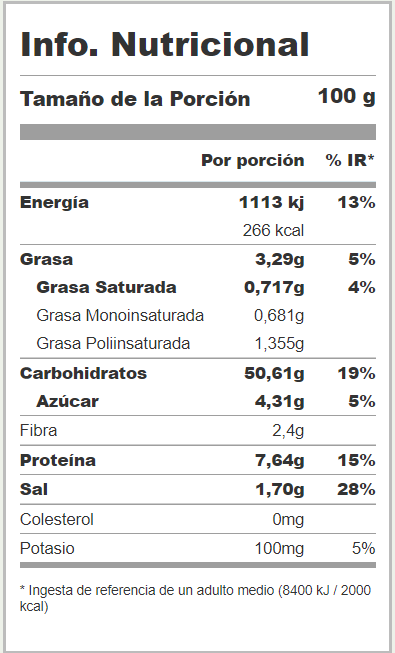 Info. Nutricional
Tamaño de la Porción 100 g
Por porción % IR*
Energía 1113 kj 13%
266 kcal
Grasa 3,29g 5%
Grasa Saturada 0,717g 4%
Grasa Monoinsaturada 0,681g
Grasa Poliinsaturada 1,355g
Carbohidratos 50,61g 19%
Azúcar 4,31g 5%
Fibra 2,4g
Proteína 7,64g 15%
Sal 1,70g 28%
Colesterol 0mg
Potasio 100mg 5%
* Ingesta de referencia de un adulto medio (8400 kJ / 2000
kcal)